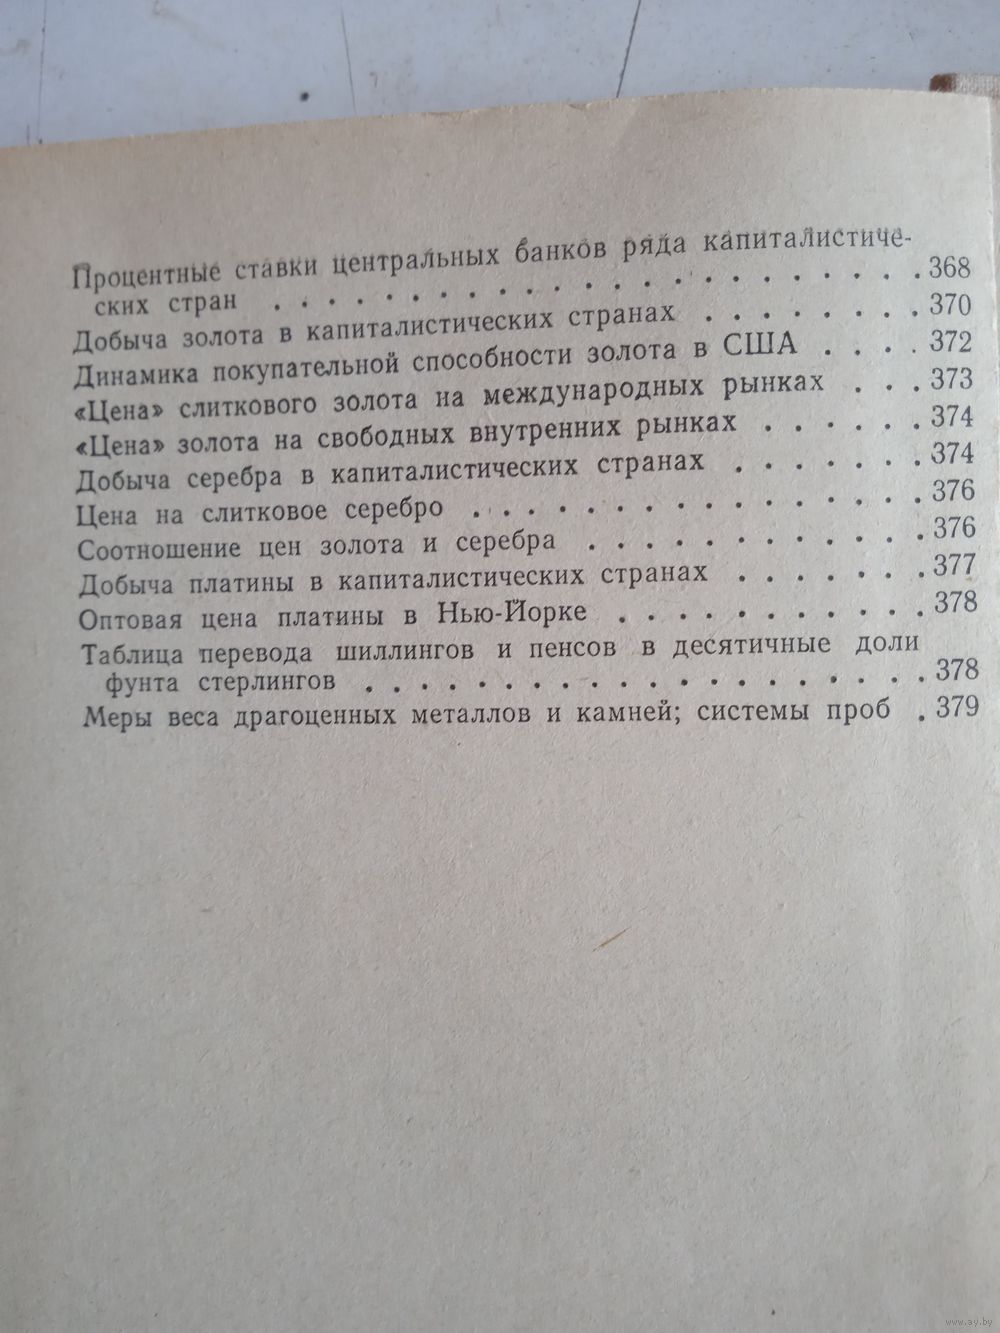 Процентные ставки центральных банков ряда капиталистиче-
ских стран . . . . . . . . . . . . . . . . . . . . . . . . 368
Добыча золота в капиталистических странах . . . . . . . . 370
Динамика покупательной способности золота в США . . . . 372
«Цена» слиткового золота на международных рынках . . . 373
«Цена» золота на свободных внутренних рынках . . . . . . 374
Добыча серебра в капиталистических странах . . . . . . . 374
Цена на слитковое серебро . . . . . . . . . . . . . . . . 376
Соотношение цен золота и серебра . . . . . . . . . . . . 376
Добыча платины в капиталистических странах . . . . . . . 377
Оптовая цена платины в Нью-Йорке . . . . . . . . . . . 378
Таблица перевода шиллингов и пенсов в десятичные доли
фунта стерлингов . . . . . . . . . . . . . . . . . . . . 378
Меры веса драгоценных металлов и камней; системы проб . 379
www.ay.by